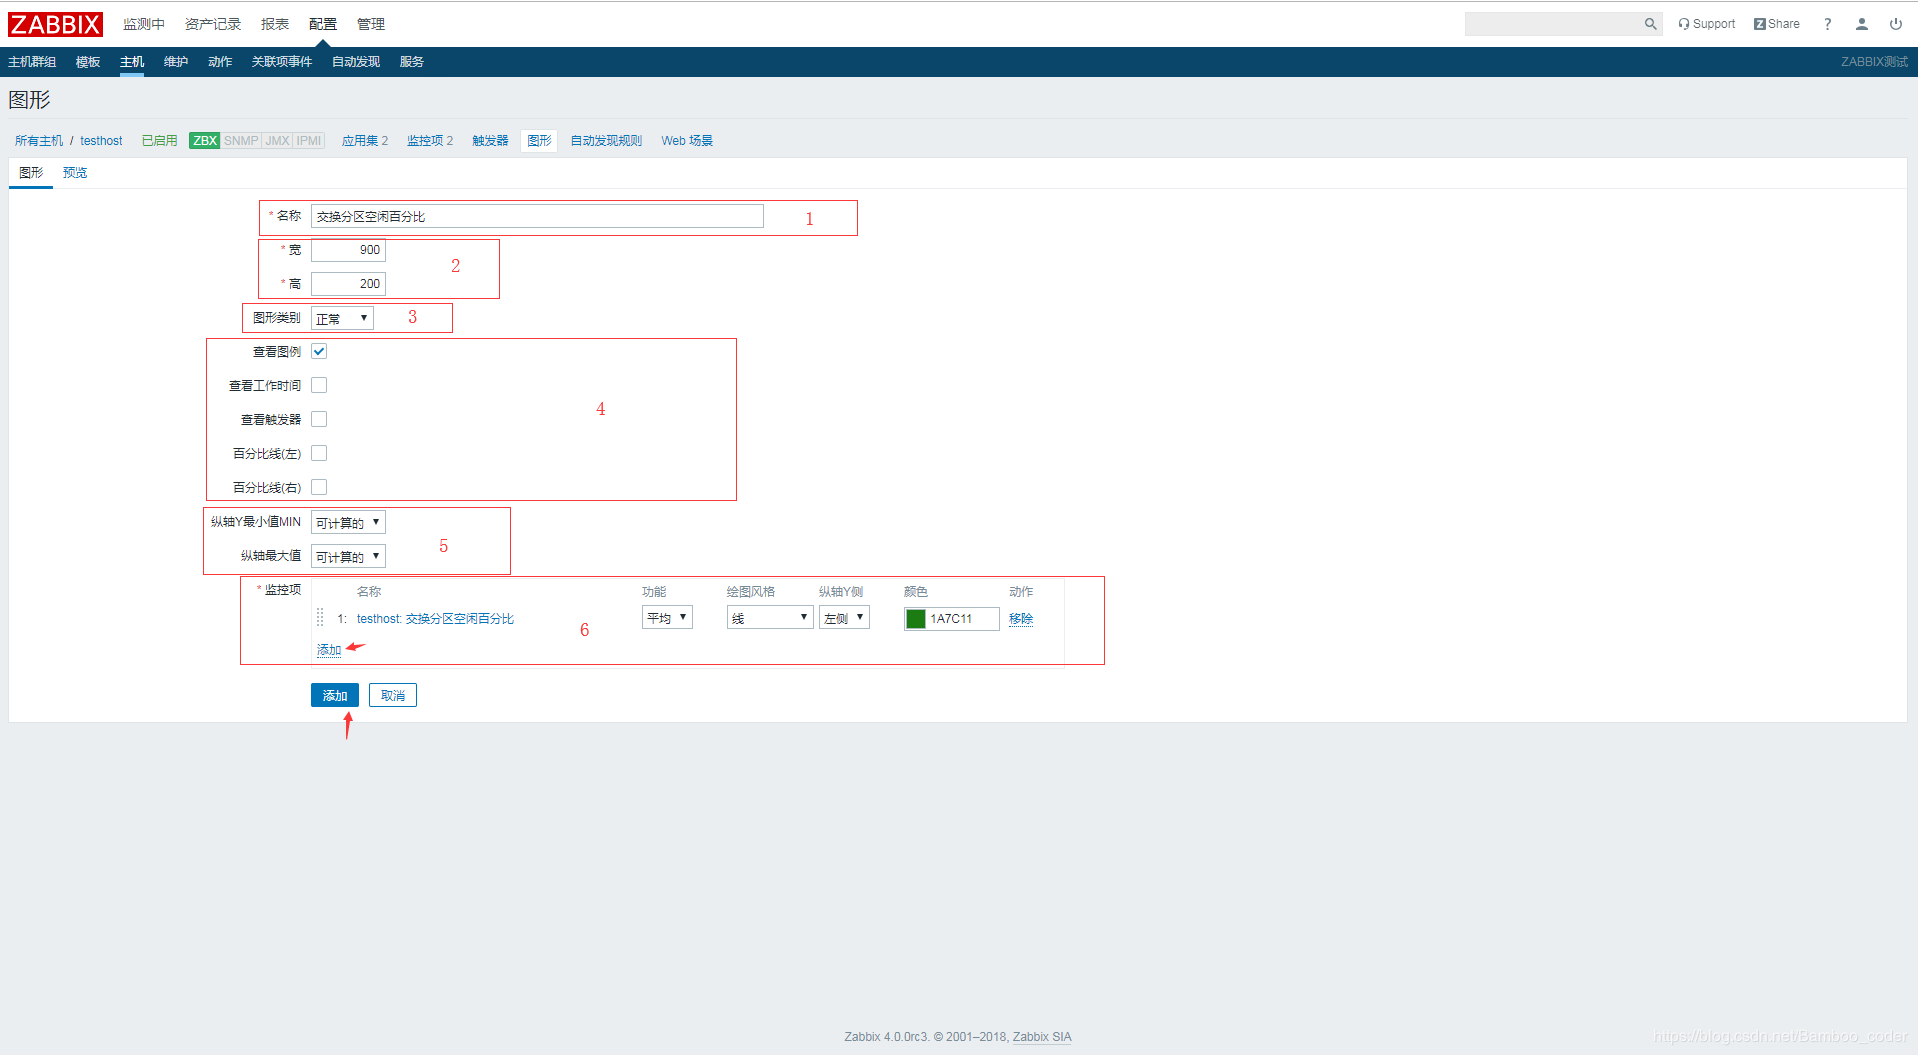 ZABBIX 监测中 资产记录 报表 配置 管理 Support Z Share ?
主机群组 模板 主机 维护 动作 关联项事件 自动发现 服务 ZABBIX测试
图形
所有主机 / testhost 已启用 ZBX SNMP JMX IPMI 应用集 2 监控项 2 触发器 图形 自动发现规则 Web 场景
图形 预览
* 名称 交换分区空闲百分比 1
* 宽 900
2
* 高 200
图形类别 正常 3
查看图例
查看工作时间
4
查看触发器
百分比线(左)
百分比线(右)
纵轴Y最小值MIN 可计算的
5
纵轴最大值 可计算的
* 监控项 名称 功能 绘图风格 纵轴Y侧 颜色 动作
1: testhost: 交换分区空闲百分比 平均 线 左侧 1A7C11 移除
6
添加
添加 取消
Zabbix 4.0.0rc3. © 2001–2018, Zabbix SIA
https://blog.csdn.net/Bamboo_coder